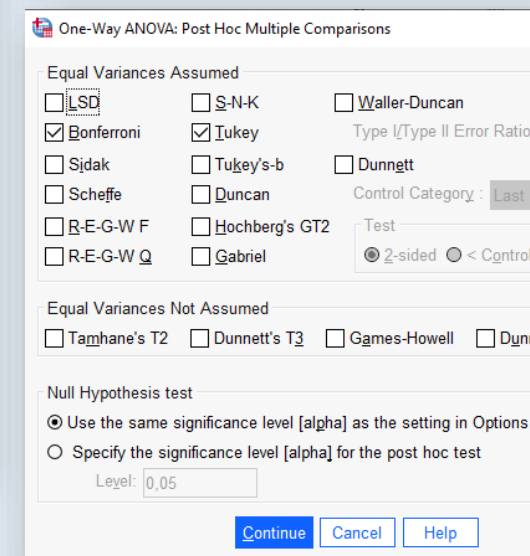 One-Way ANOVA: Post Hoc Multiple Comparisons
Equal Variances Assumed
LSD S-N-K Waller-Duncan
Bonferroni Tukey Type I/Type II Error Ratio
Sidak Tukey's-b Dunnett
Scheffe Duncan Control Category : Last
R-E-G-W F Hochberg's GT2 Test
R-E-G-W Q Gabriel 2-sided < Control
Equal Variances Not Assumed
Tamhane's T2 Dunnett's T3 Games-Howell
Null Hypothesis test
Use the same significance level [alpha] as the setting in Options
Specify the significance level [alpha] for the post hoc test
Level: 0,05
Continue Cancel Help